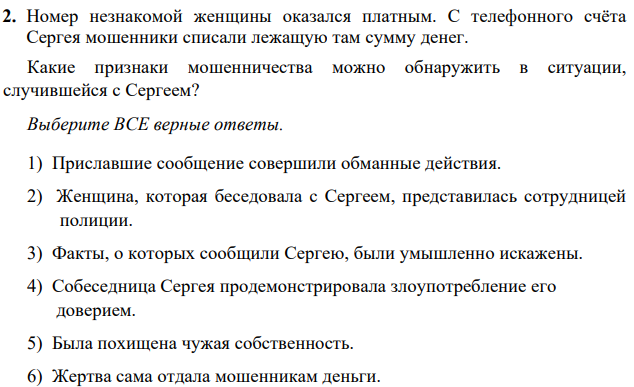 2. Номер незнакомой женщины оказался платным. С телефонного счёта
Сергея мошенники списали лежащую там сумму денег.
Какие признаки мошенничества можно обнаружить в ситуации,
случившейся с Сергеем?
Выберите ВСЕ верные ответы.
1) Приславшие сообщение совершили обманные действия.
2) Женщина, которая беседовала с Сергеем, представилась сотрудницей
полиции.
3) Факты, о которых сообщили Сергею, были умышленно искажены.
4) Собеседница Сергея продемонстрировала злоупотребление его
доверием.
5) Была похищена чужая собственность.
6) Жертва сама отдала мошенникам деньги.